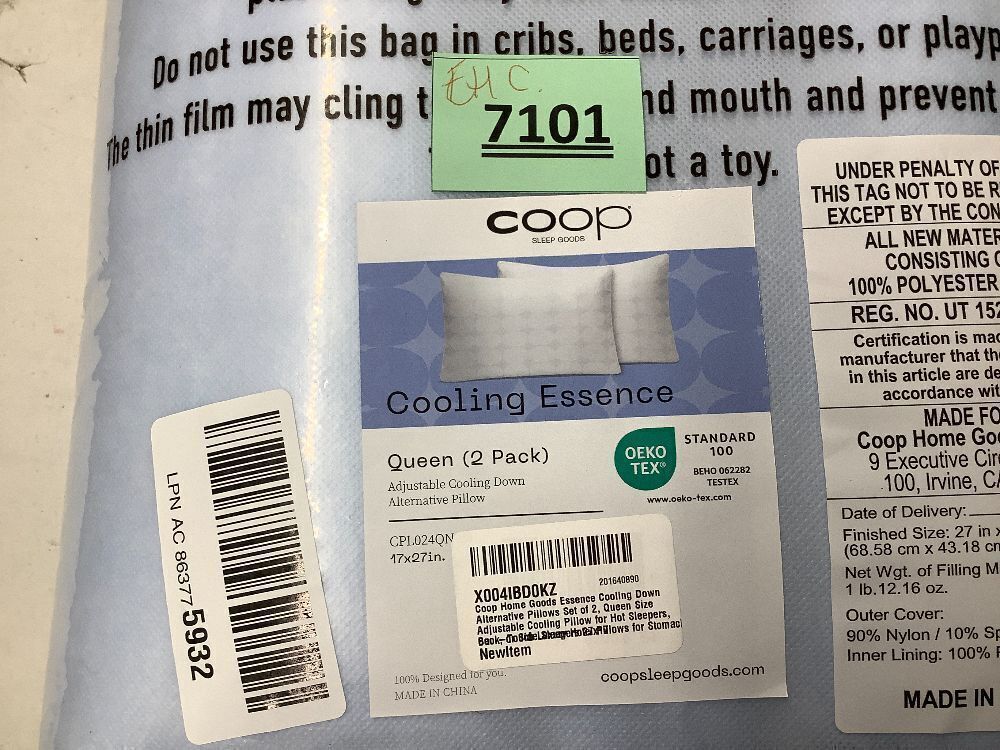 Do not use this bag in cribs, beds, carriages, or playp
The thin film may cling t nd mouth and prevent
ot a toy.
EHC.
7101
coop
SLEEP GOODS
Cooling Essence
Queen (2 Pack)
Adjustable Cooling Down
Alternative Pillow
OEKO
TEX®
STANDARD
100
BEHO 062282
TESTEX
www.oeko-tex.com
CPL024QN
17x27in.
X004IBD0KZ
201640890
Coop Home Goods Essence Cooling Down
Alternative Pillows Set of 2, Queen Size
Adjustable Cooling Pillow for Hot Sleepers,
Pillows for Stomac
NewItem
100% Designed for you.
MADE IN CHINA
coopsleepgoods.com
LPN AC 86377 5932
UNDER PENALTY OF
THIS TAG NOT TO BE R
EXCEPT BY THE CON
ALL NEW MATER
CONSISTING
100% POLYESTER
REG. NO. UT 152
Certification is mad
manufacturer that the
in this article are de
accordance wit
MADE FO
Coop Home Goo
9 Executive Circ
100, Irvine, CA
Date of Delivery:
Finished Size: 27 in x
(68.58 cm x 43.18 cm
Net Wgt. of Filling M
1 lb.12.16 oz.
Outer Cover:
90% Nylon / 10% Sp
Inner Lining: 100% P
MADE IN